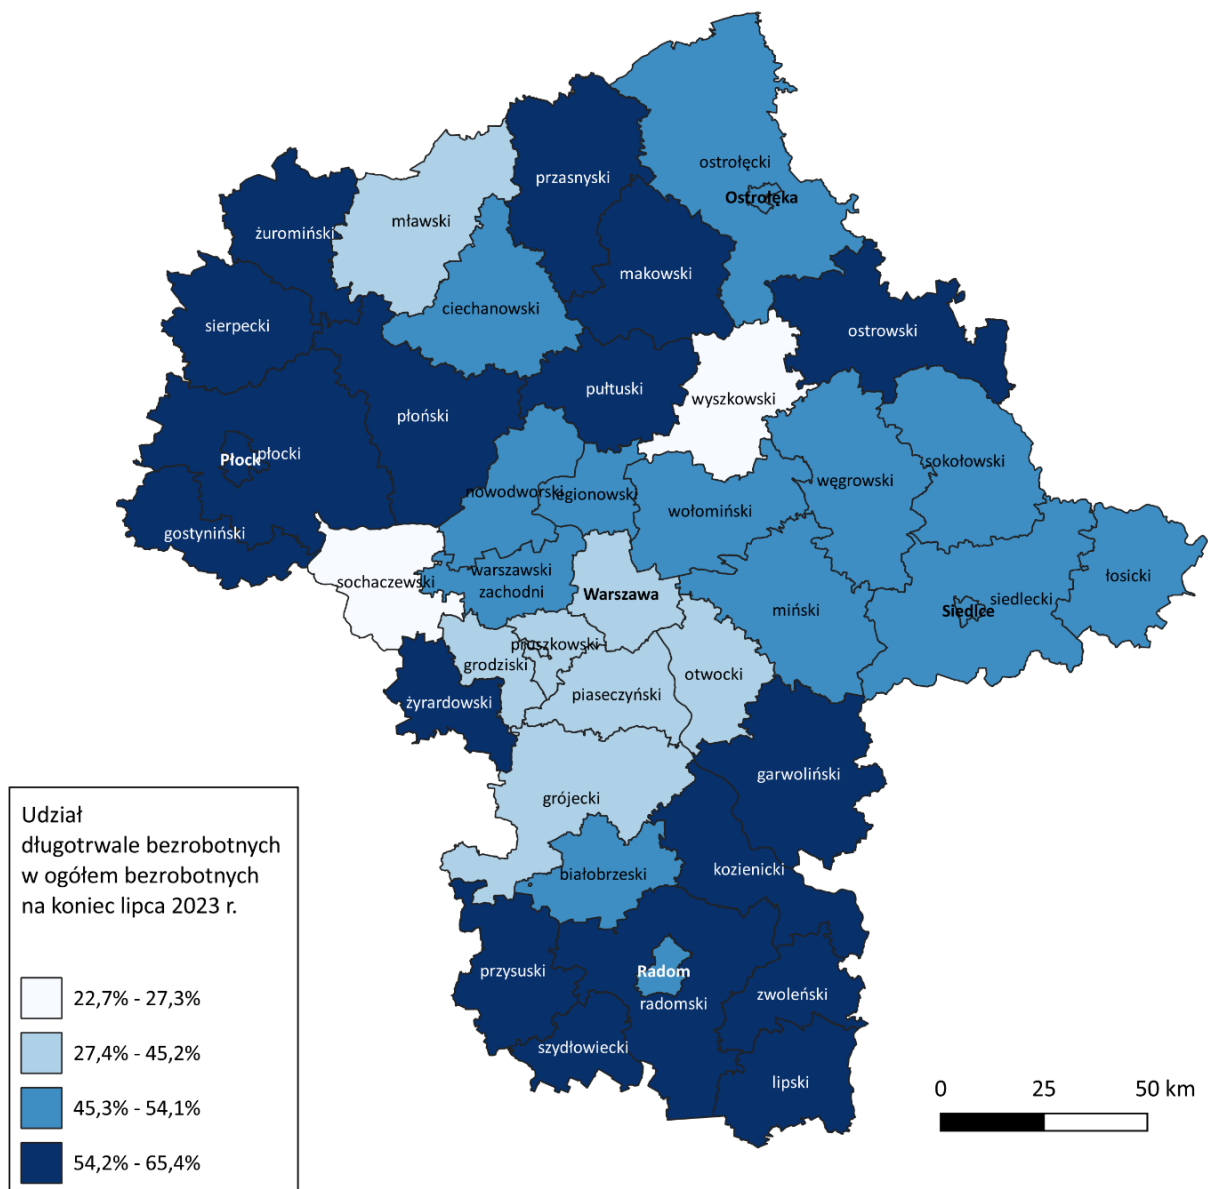 ostrołęcki
przasnyski
Ostrołęka
mławski
żuromiński
makowski
ciechanowski
sierpecki
ostrowski
pułtuski
wyszkowski
płoński
płocki
Płock
sokołowski
węgrowski
nowodworski
legionowski
wołomiński
gostyniński
warszawski
zachodni
sochaczewski
łosicki
Warszawa
siedlecki
Siedlce
miński
pruszkowski
grodziski
otwocki
piaseczyński
żyrardowski
garwoliński
grójecki
kozienicki
białobrzeski
przysuski
Radom
radomski
zwoleński
szydłowiecki
lipski
Udział
długotrwale bezrobotnych
w ogółem bezrobotnych
na koniec lipca 2023 r.
22,7% - 27,3%
27,4% - 45,2%
45,3% - 54,1%
54,2% - 65,4%
0 25 50 km